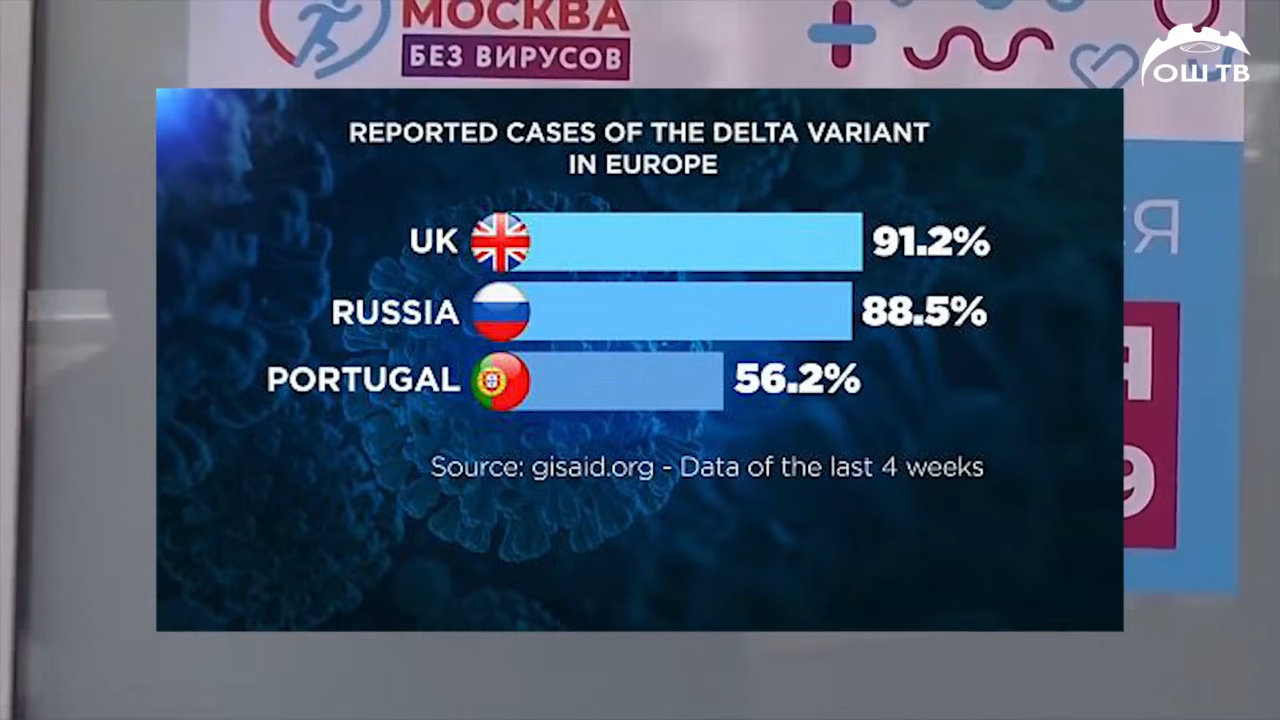 МОСКВА
БЕЗ ВИРУСОВ
ОШ ТВ
REPORTED CASES OF THE DELTA VARIANT
IN EUROPE
UK 91.2%
RUSSIA 88.5%
PORTUGAL 56.2%
Source: gisaid.org - Data of the last 4 weeks